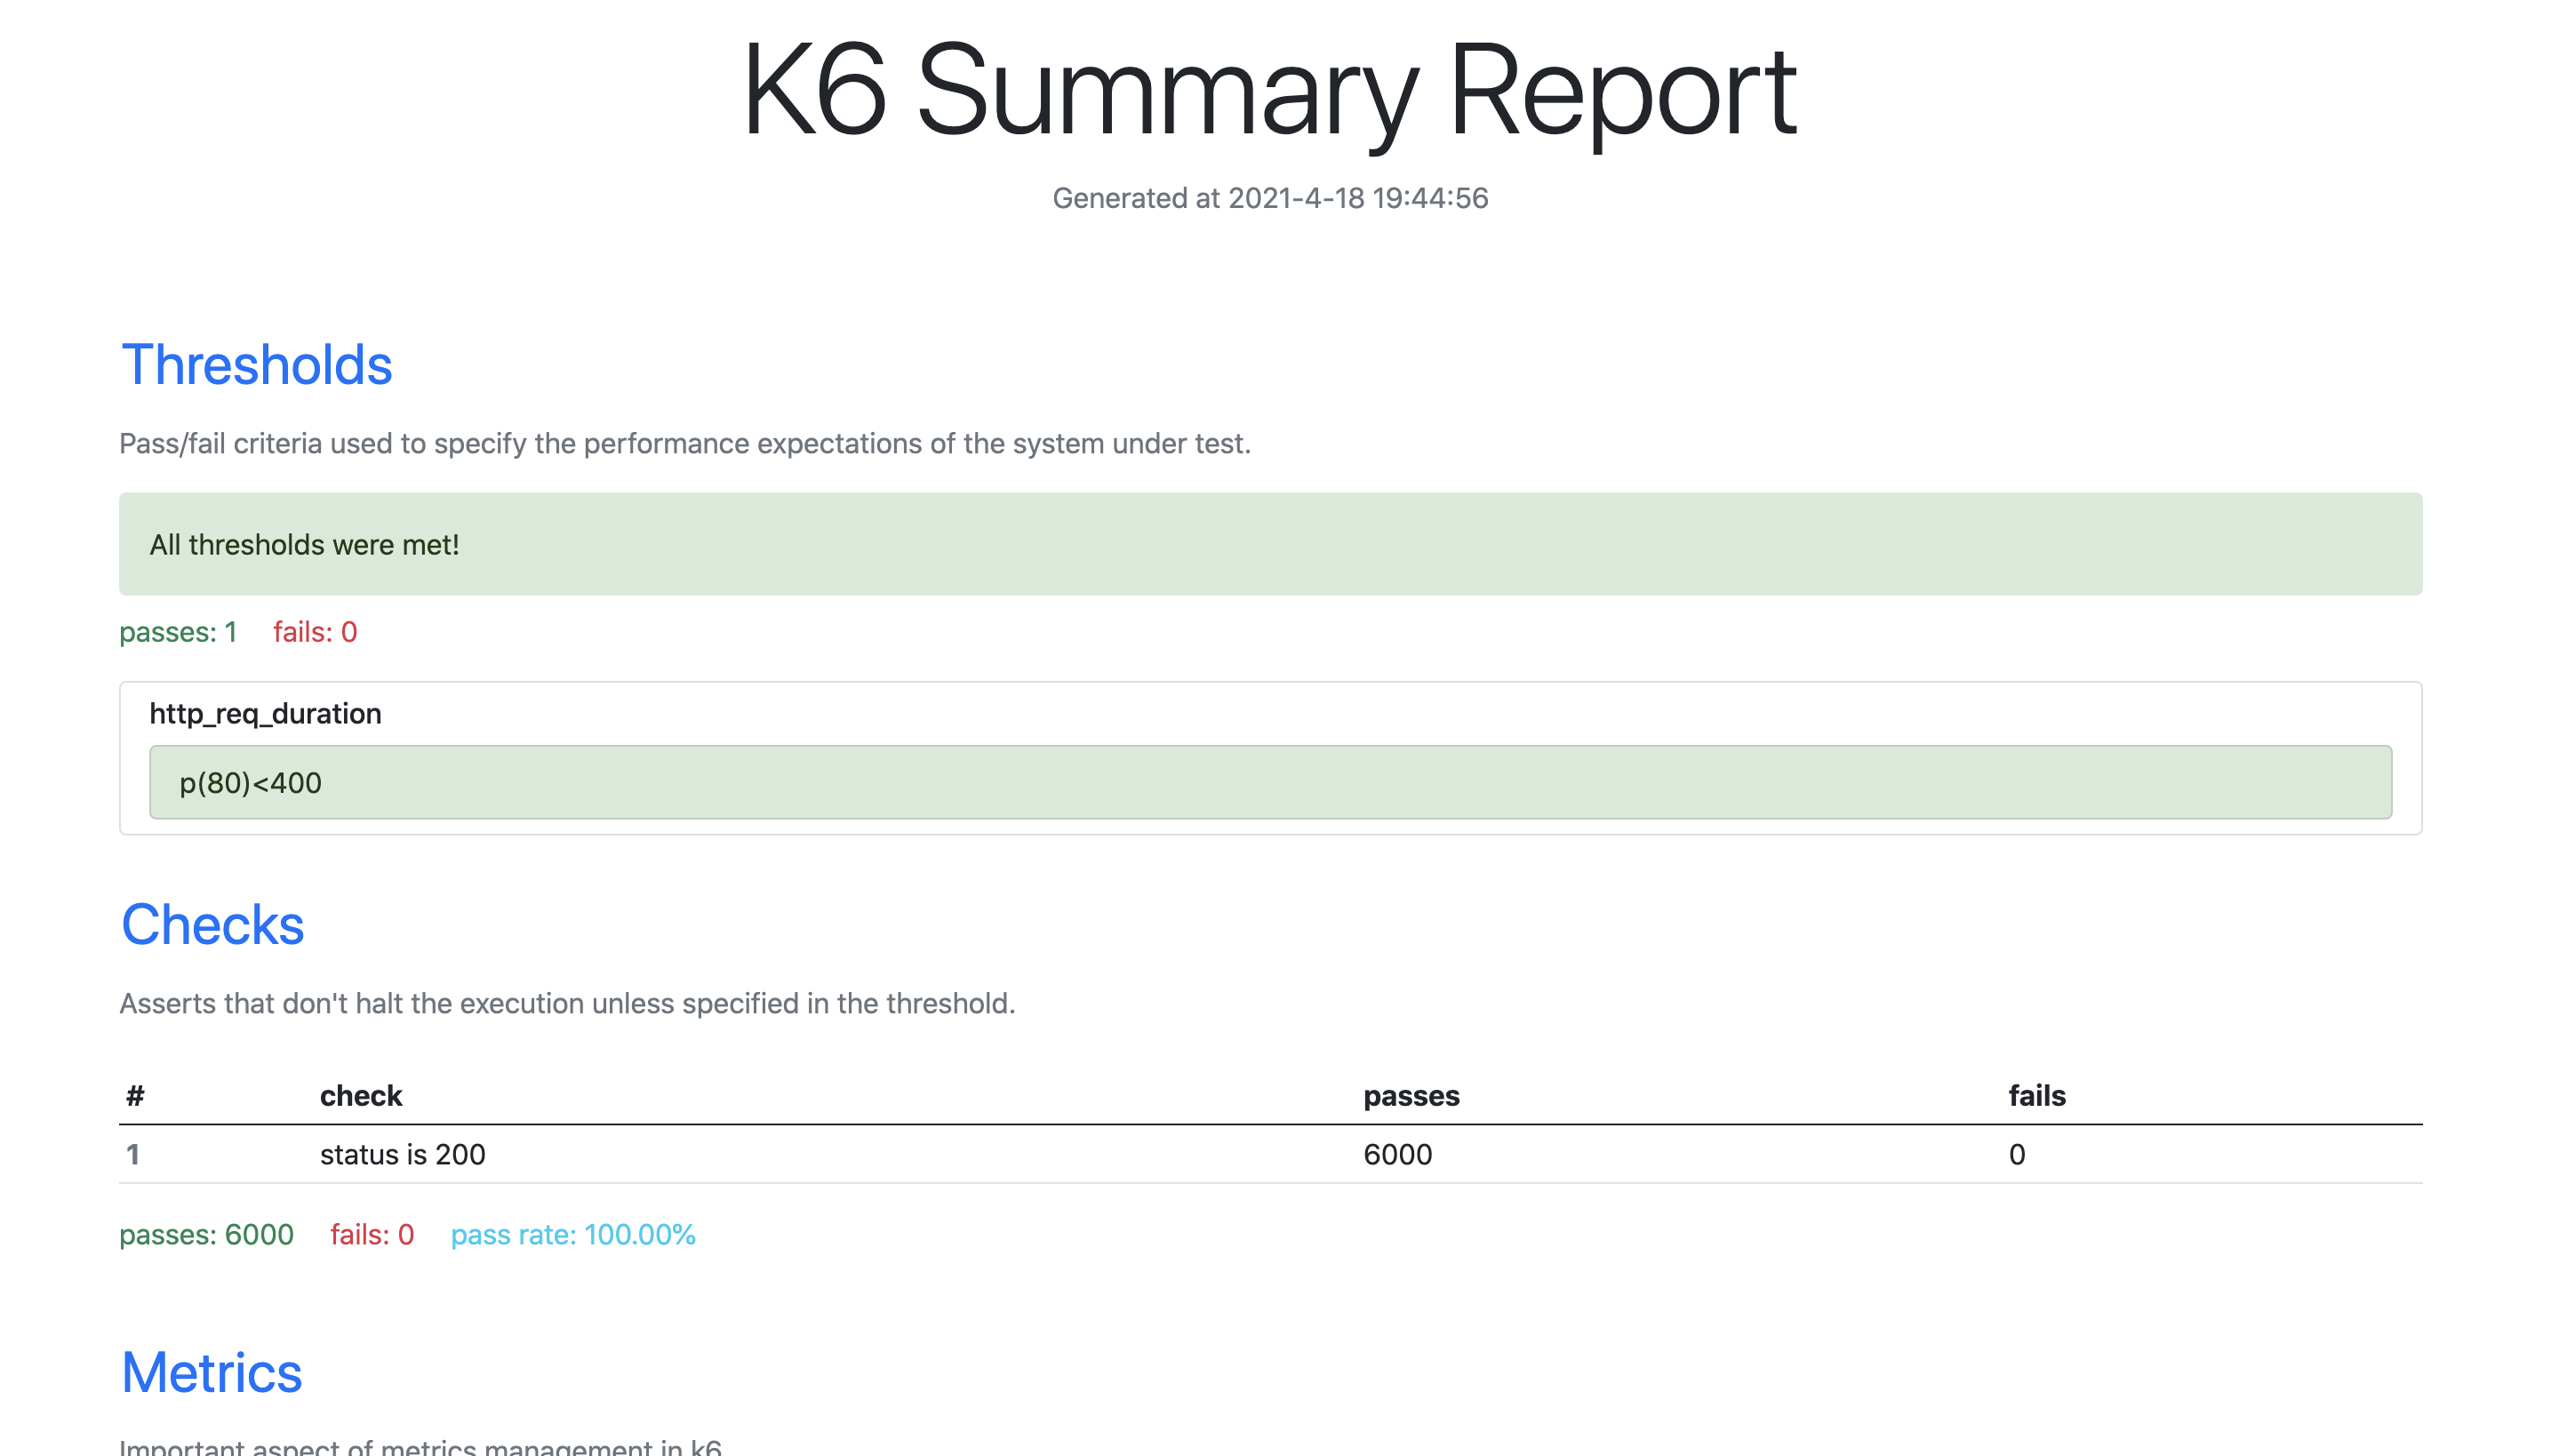 K6 Summary Report
Generated at 2021-4-18 19:44:56
Thresholds
Pass/fail criteria used to specify the performance expectations of the system under test.
All thresholds were met!
passes: 1 fails: 0
http_req_duration
p(80)<400
Checks
Asserts that don't halt the execution unless specified in the threshold.
# check passes fails
1 status is 200 6000 0
passes: 6000 fails: 0 pass rate: 100.00%
Metrics
Important aspect of metrics management in k6